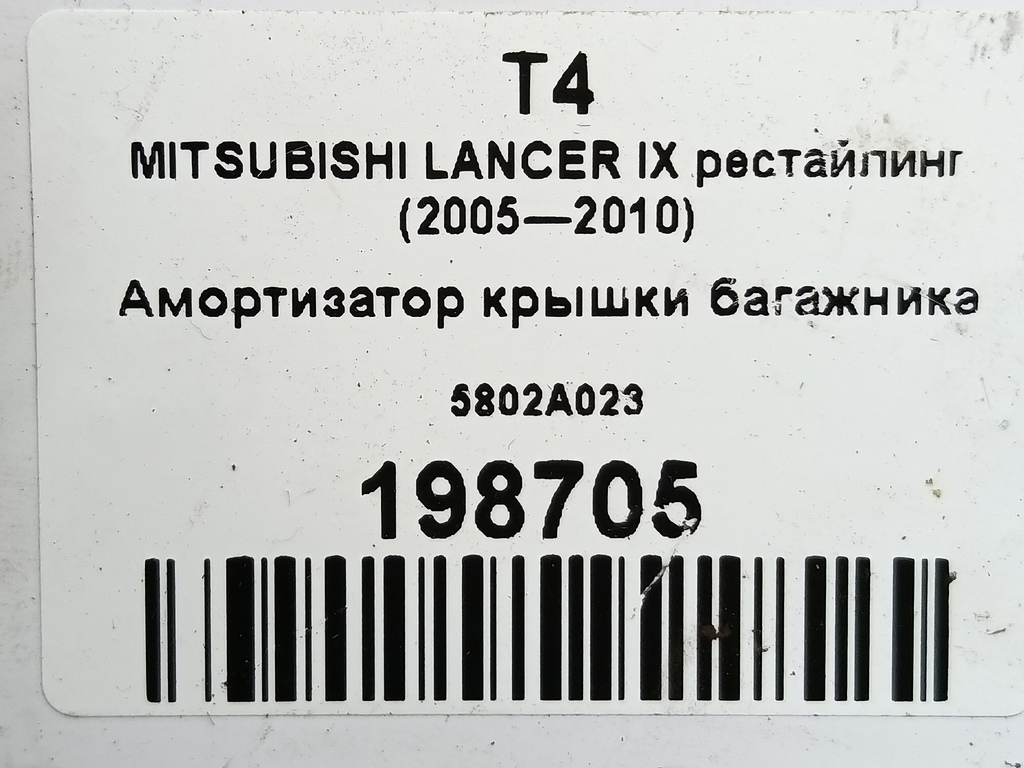 T4
MITSUBISHI LANCER IX рестайлинг
(2005—2010)
Амортизатор крышки багажника
5802A023
198705